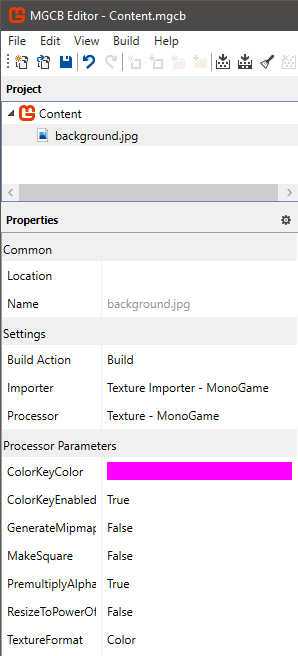 MGCB Editor - Content.mgcb
File Edit View Build Help
Project
Content
background.jpg
Properties
Common
Location
Name background.jpg
Settings
Build Action Build
Importer Texture Importer - MonoGame
Processor Texture - MonoGame
Processor Parameters
ColorKeyColor
ColorKeyEnabled True
GenerateMipmap False
MakeSquare False
PremultiplyAlpha True
ResizeToPowerOf False
TextureFormat Color